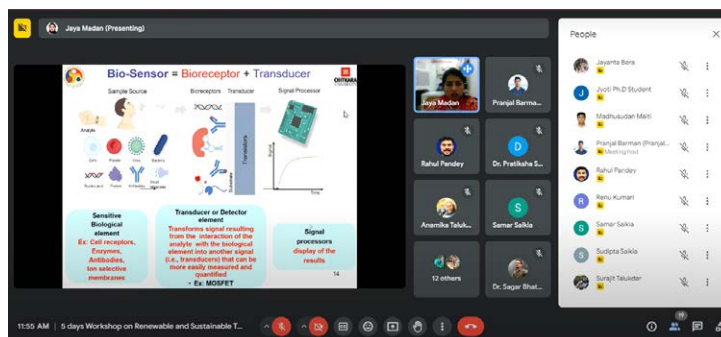 Jaya Madan (Presenting)
Bio-Sensor = Bioreceptor + Transducer
CHITKARA
Sample Source
Bioreceptors
Transducer
Signal Processor
Analyte
Transducers
Signal
Time
Sensitive
Biological
element
Ex: Cell receptors,
Enzymes,
Antibodies,
Ion selective
membranes
Transducer or Detector
element
Transforms signal resulting
from the interaction of the
analyte with the biological
element into another signal
(i.e., transducers) that can be
more easily measured and
quantified
• Ex: MOSFET
Signal
processors
display of the
results
14
Jaya Madan
Pranjal Barma...
Rahul Pandey
D
Dr. Pratiksha S...
Anamika Taluk...
S
Samar Saikia
12 others
Dr. Sagar Bhat...
People
Jayanta Bera
J
Jyoti Ph.D Student
Madhusudan Maiti
Pranjal Barman (Pranjal...
Meeting host
Rahul Pandey
R
Renu Kumari
S
Samar Saikia
S
Sudipta Saikia
Surajit Talukdar
11:55 AM | 5 days Workshop on Renewable and Sustainable T...
19